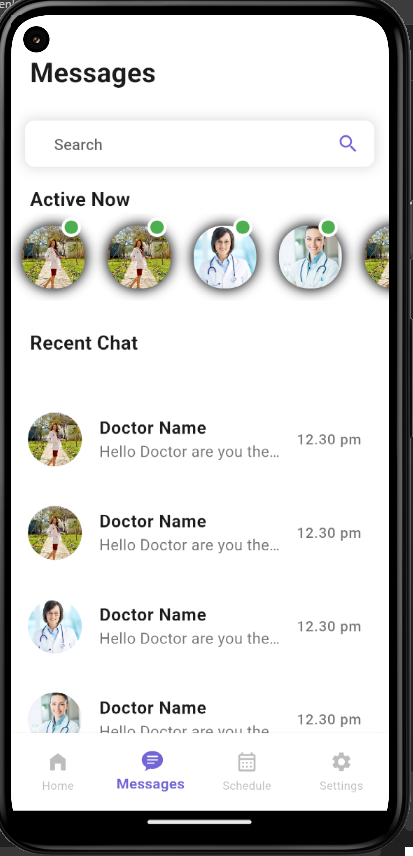 Messages
Search
Active Now
Recent Chat
Doctor Name
Hello Doctor are you the...
12.30 pm
Doctor Name
Hello Doctor are you the...
12.30 pm
Doctor Name
Hello Doctor are you the...
12.30 pm
Doctor Name
Hello Doctor are you the...
12.30 pm
Home
Messages
Schedule
Settings